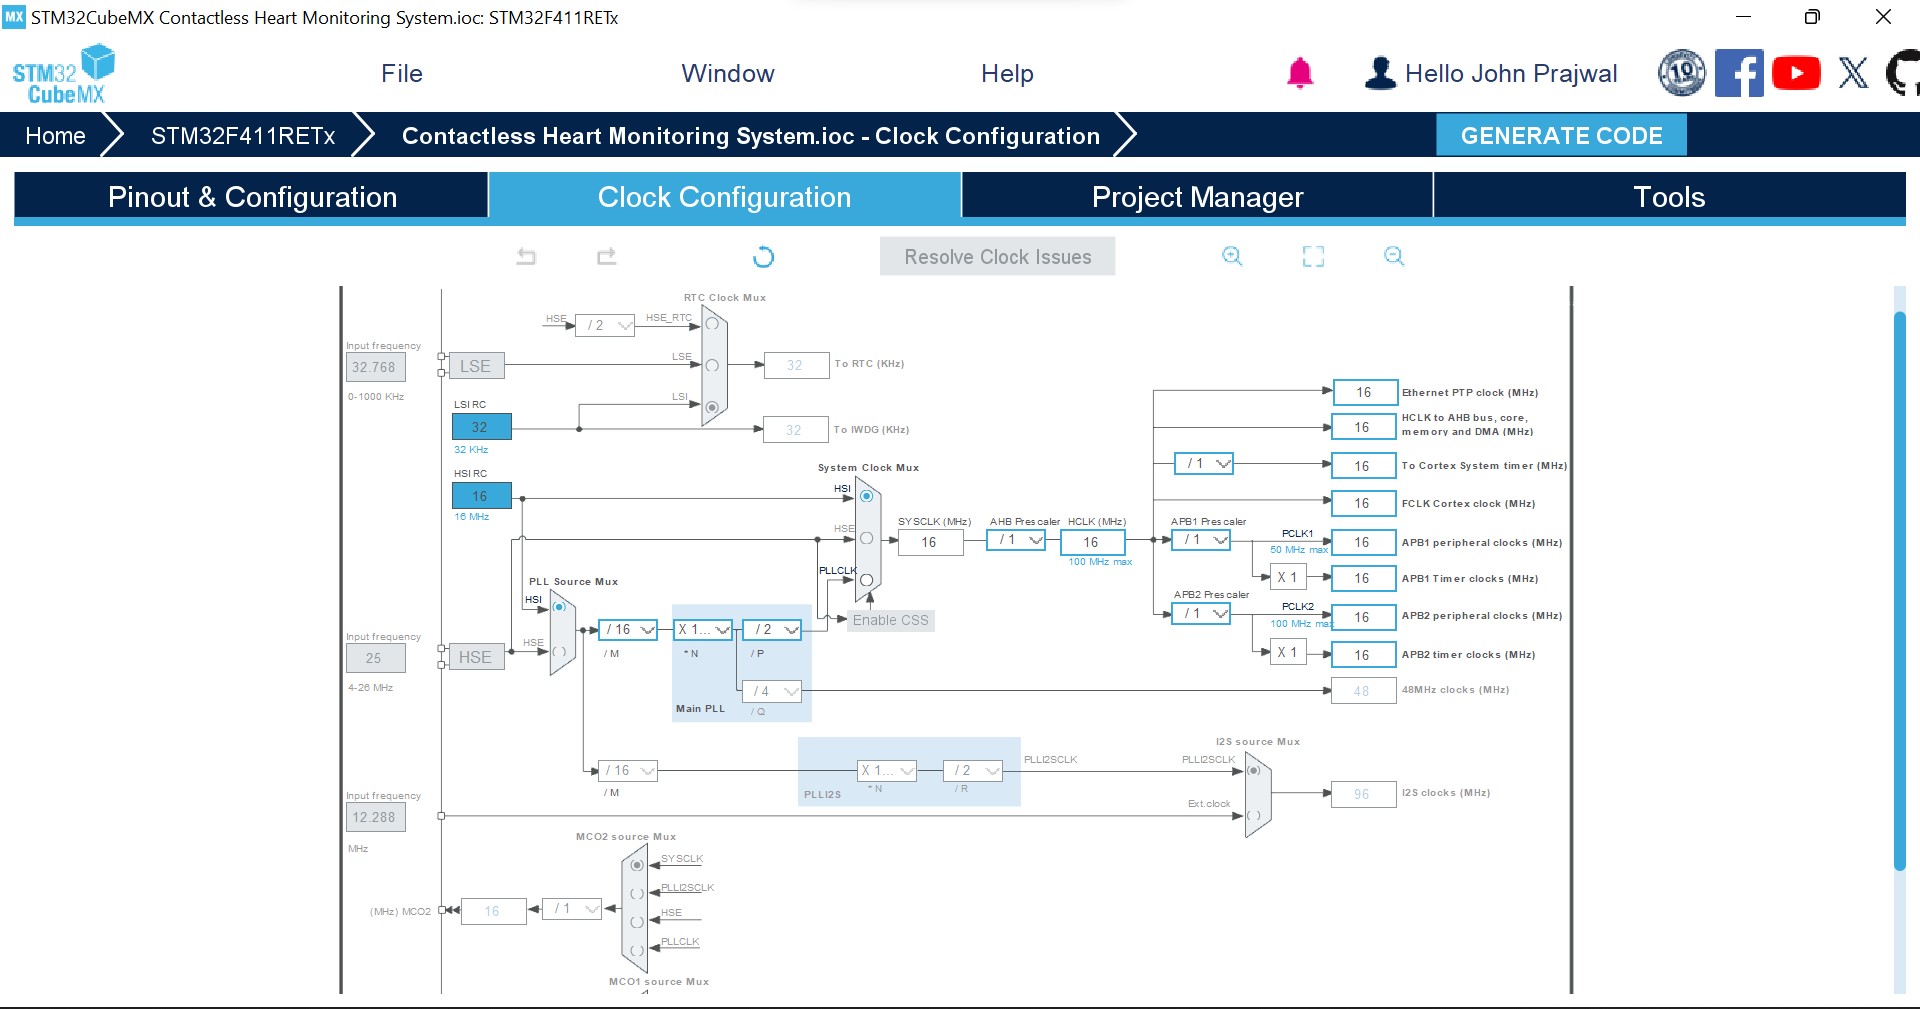 MX STM32CubeMX Contactless Heart Monitoring System.ioc: STM32F411RETx
STM32
CubeMX
File
Window
Help
Hello John Prajwal
10
Home
STM32F411RETx
Contactless Heart Monitoring System.ioc - Clock Configuration
GENERATE CODE
Pinout & Configuration
Clock Configuration
Project Manager
Tools
Resolve Clock Issues
RTC Clock Mux
HSE
/ 2
HSE_RTC
Input frequency
32.768
0-1000 KHz
LSE
LSE
32
To RTC (KHz)
LSI RC
32
32 KHz
LSI
32
To IWDG (KHz)
HSI RC
16
16 MHz
System Clock Mux
HSI
HSE
PLLCLK
SYSCLK (MHz)
16
AHB Prescaler
/ 1
HCLK (MHz)
16
100 MHz max
16
Ethernet PTP clock (MHz)
16
HCLK to AHB bus, core,
memory and DMA (MHz)
/ 1
16
To Cortex System timer (MHz)
16
FCLK Cortex clock (MHz)
APB1 Prescaler
/ 1
PCLK1
50 MHz max
16
APB1 peripheral clocks (MHz)
X 1
16
APB1 Timer clocks (MHz)
APB2 Prescaler
/ 1
PCLK2
100 MHz max
16
APB2 peripheral clocks (MHz)
X 1
16
APB2 timer clocks (MHz)
48
48MHz clocks (MHz)
PLL Source Mux
HSI
HSE
Input frequency
25
4-26 MHz
HSE
/ 16
/ M
X 1...
* N
/ 2
/ P
/ 4
/ Q
Main PLL
Enable CSS
/ 16
/ M
PLLI2S
X 1...
* N
/ 2
/ R
PLLI2SCLK
I2S source Mux
PLLI2SCLK
Ext.clock
96
I2S clocks (MHz)
Input frequency
12.288
MHz
MCO2 source Mux
SYSCLK
PLLI2SCLK
HSE
PLLCLK
(MHz) MCO2
16
/ 1
MCO1 source Mux